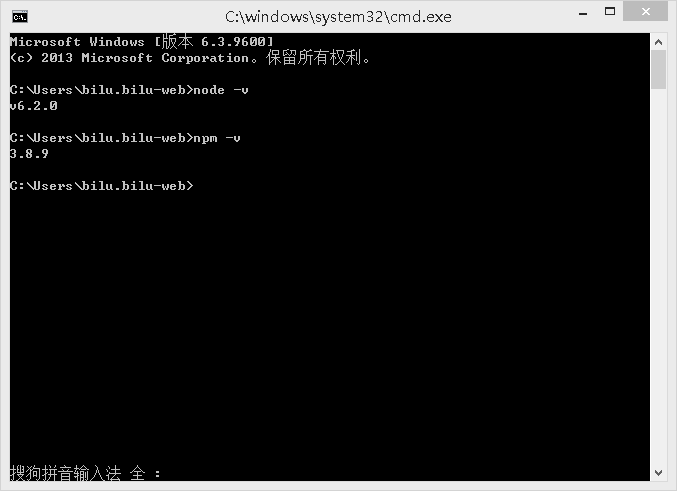 C:\windows\system32\cmd.exe
Microsoft Windows [版本 6.3.9600]
(c) 2013 Microsoft Corporation。保留所有权利。
C:\Users\bilu.bilu-web>node -v
v6.2.0
C:\Users\bilu.bilu-web>npm -v
3.8.9
C:\Users\bilu.bilu-web>
搜狗拼音输入法 全 :